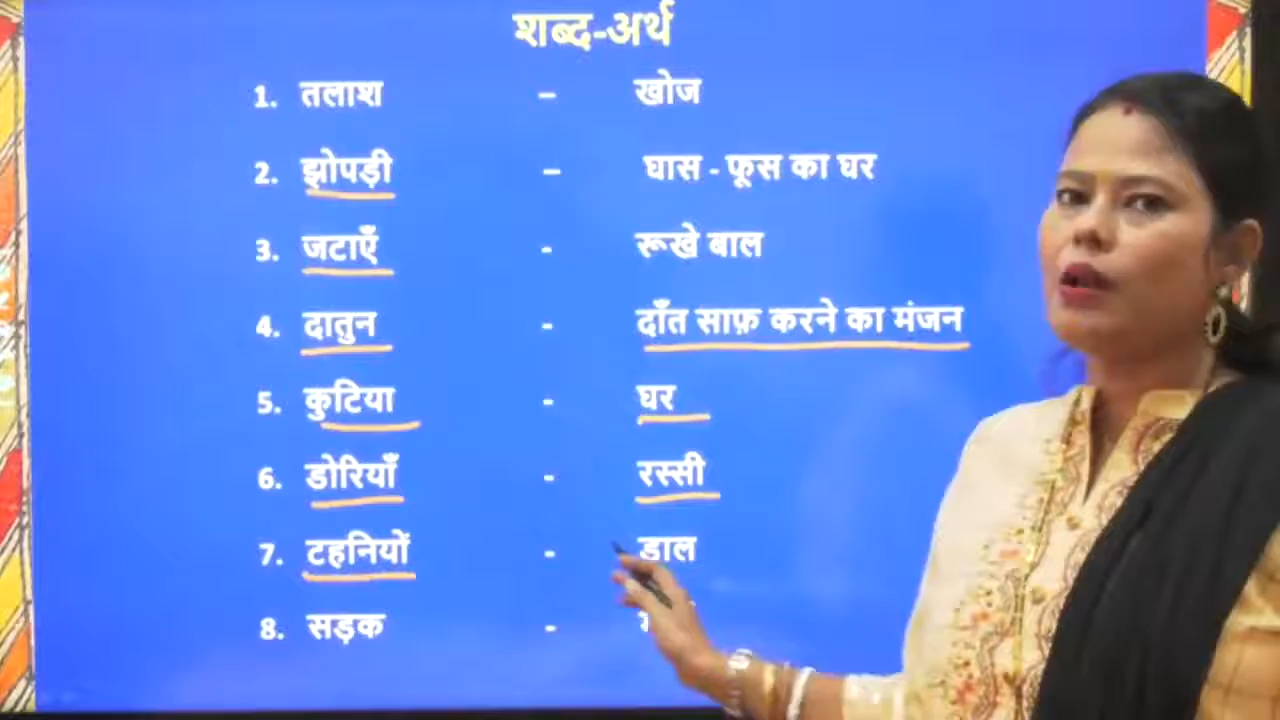 शब्द-अर्थ
1. तलाश – खोज
2. झोपड़ी – घास - फूस का घर
3. जटाएँ - रूखे बाल
4. दातुन - दाँत साफ़ करने का मंजन
5. कुटिया - घर
6. डोरियाँ - रस्सी
7. टहनियों - डाल
8. सड़क -